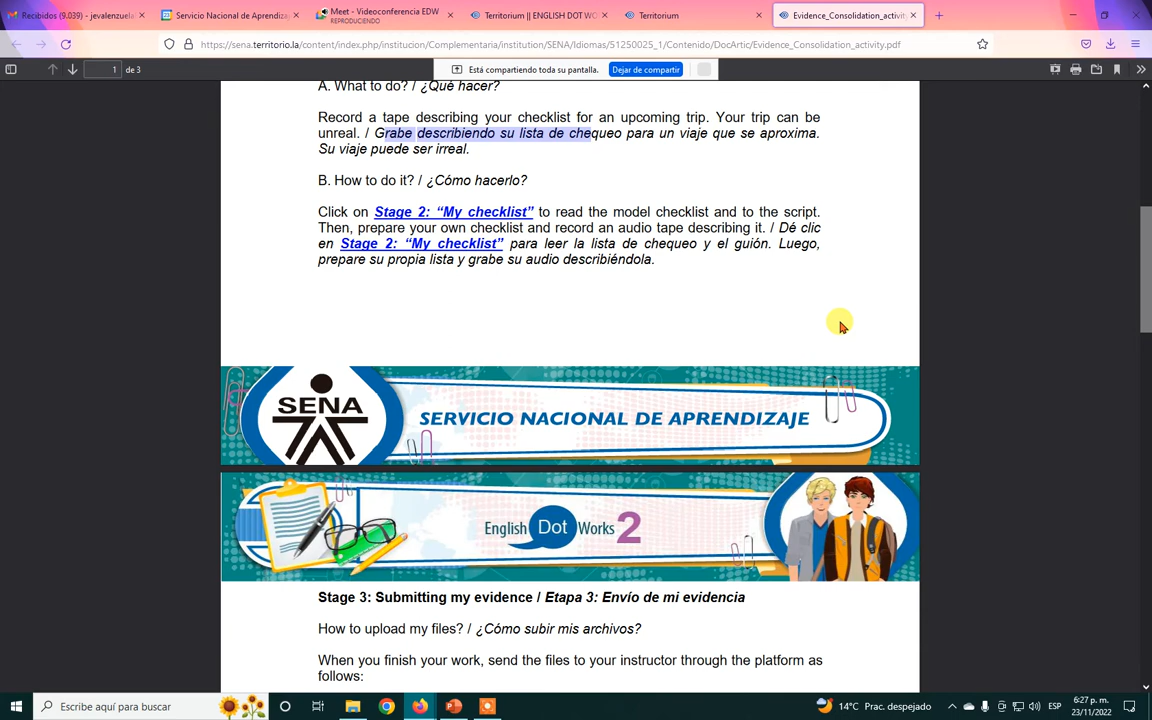 Recibidos (9.039) - jevalenzuel
Servicio Nacional de Aprendiza
Meet - Videoconferencia EDW
REPRODUCIENDO
Territorium || ENGLISH DOT WO
Territorium
Evidence_Consolidation_activity.
https://sena.territorio.la/content/index.php/institucion/Complementaria/institution/SENA/Idiomas/51250025_1/Contenido/DocArtic/Evidence_Consolidation_activity.pdf
1 de 3
Está compartiendo toda su pantalla.
Dejar de compartir
A. What to do? / ¿Qué hacer?
Record a tape describing your checklist for an upcoming trip. Your trip can be
unreal. / Grabe describiendo su lista de chequeo para un viaje que se aproxima.
Su viaje puede ser irreal.
B. How to do it? / ¿Cómo hacerlo?
Click on Stage 2: “My checklist” to read the model checklist and to the script.
Then, prepare your own checklist and record an audio tape describing it. / Dé clic
en Stage 2: “My checklist” para leer la lista de chequeo y el guión. Luego,
prepare su propia lista y grabe su audio describiéndola.
SENA
SERVICIO NACIONAL DE APRENDIZAJE
English Dot Works 2
Stage 3: Submitting my evidence / Etapa 3: Envío de mi evidencia
How to upload my files? / ¿Cómo subir mis archivos?
When you finish your work, send the files to your instructor through the platform as
follows:
Escribe aquí para buscar
14°C Prac. despejado
ESP
6:27 p. m.
23/11/2022